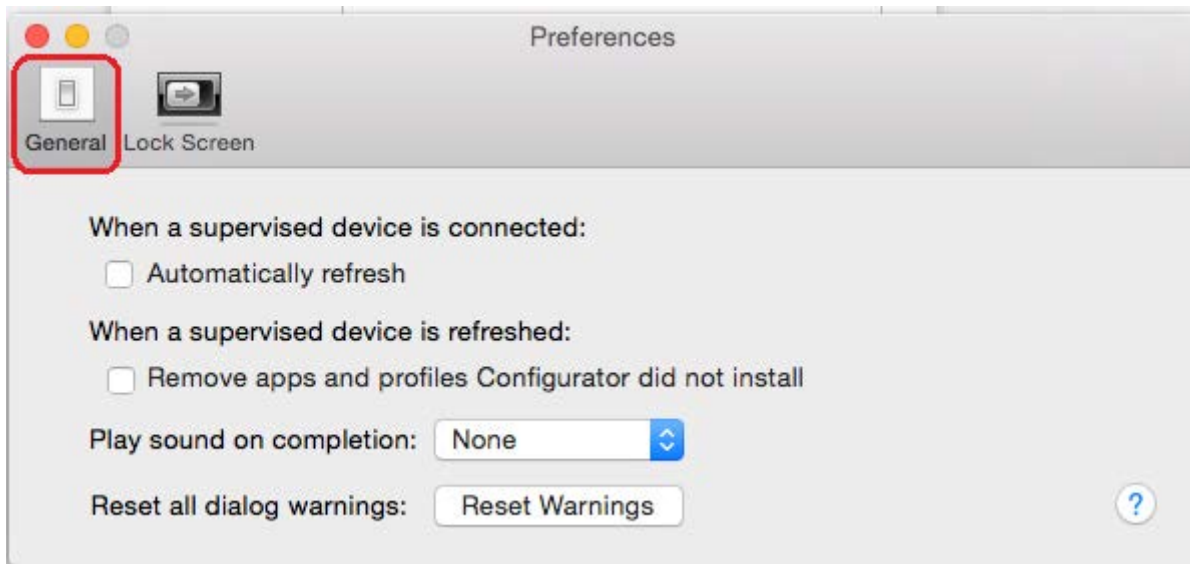 Preferences
General Lock Screen
When a supervised device is connected:
Automatically refresh
When a supervised device is refreshed:
Remove apps and profiles Configurator did not install
Play sound on completion: None
Reset all dialog warnings: Reset Warnings
?